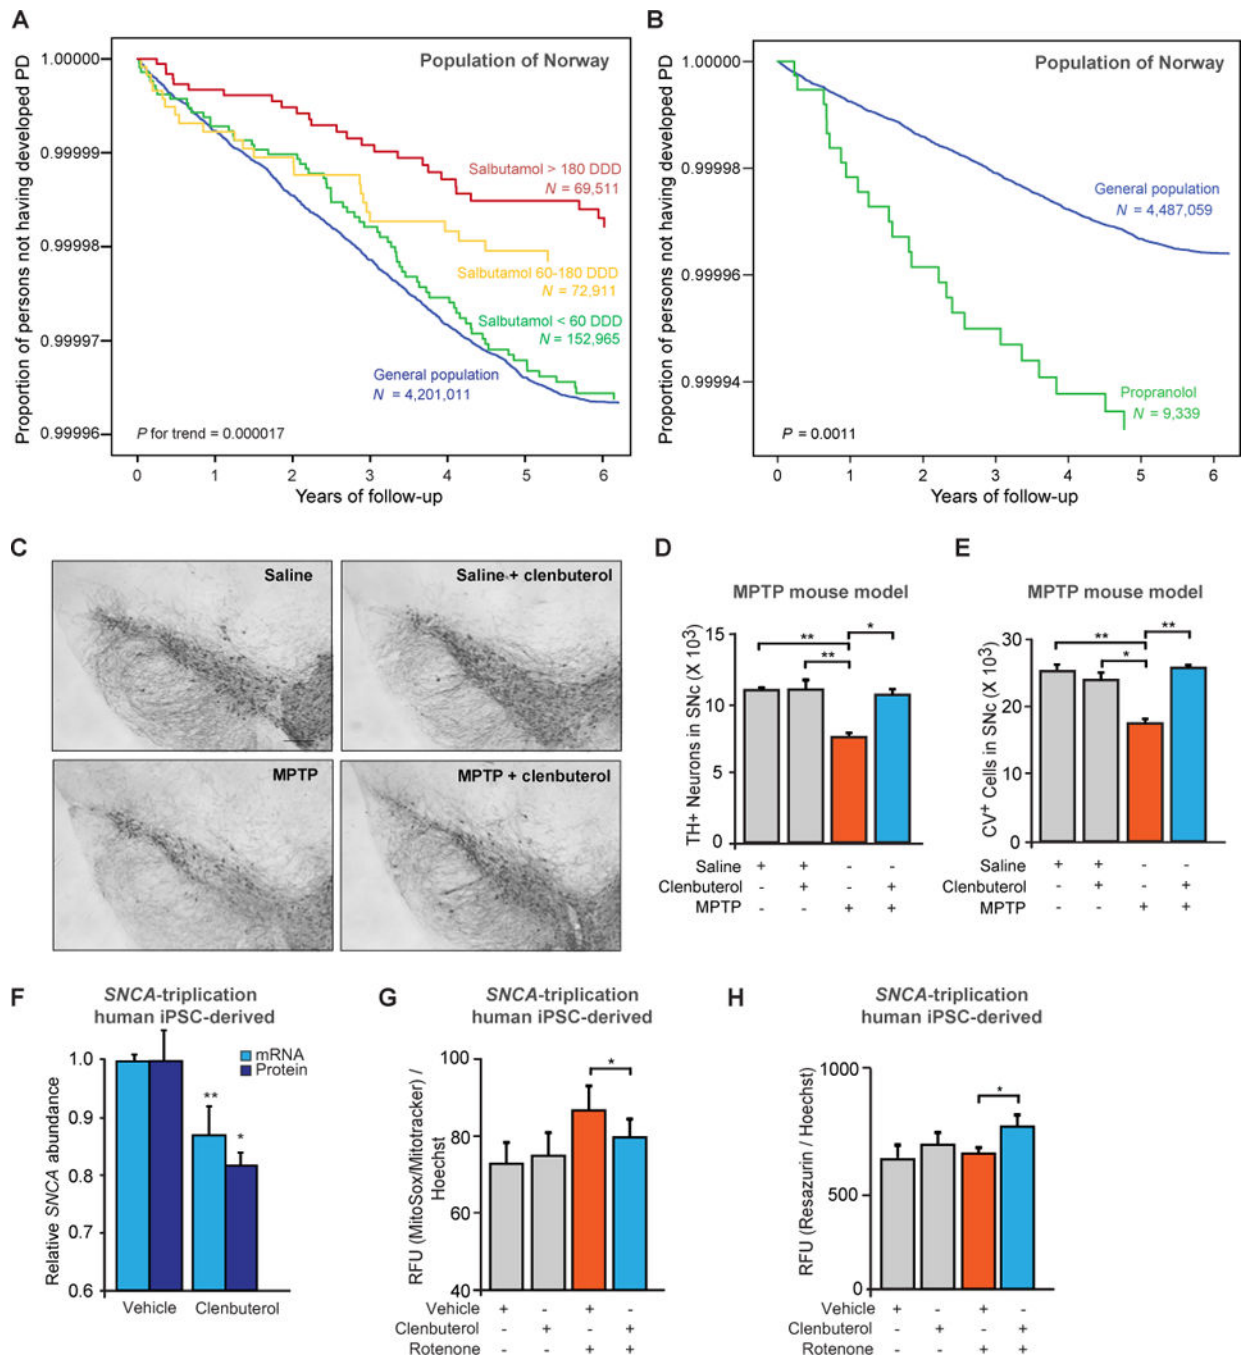 A
Proportion of persons not having developed PD
1.00000
0.99999
0.99998
0.99997
0.99996
Population of Norway
Salbutamol > 180 DDD
N = 69,511
Salbutamol 60-180 DDD
N = 72,911
Salbutamol < 60 DDD
N = 152,965
General population
N = 4,201,011
P for trend = 0.000017
0 1 2 3 4 5 6
Years of follow-up
B
Proportion of persons not having developed PD
1.00000
0.99998
0.99996
0.99994
Population of Norway
General population
N = 4,487,059
Propranolol
N = 9,339
P = 0.0011
0 1 2 3 4 5 6
Years of follow-up
C
Saline
Saline + clenbuterol
MPTP
MPTP + clenbuterol
D
MPTP mouse model
TH+ Neurons in SNc (X 10³)
15
10
5
0
** * **
Saline + + - -
Clenbuterol - + - +
MPTP - - + +
E
MPTP mouse model
CV⁺ Cells in SNc (X 10³)
30
20
10
0
** ** *
Saline + + - -
Clenbuterol - + - +
MPTP - - + +
F
SNCA-triplication
human iPSC-derived
Relative SNCA abundance
1.0
0.9
0.8
0.7
0.6
mRNA
Protein
**
*
Vehicle Clenbuterol
G
SNCA-triplication
human iPSC-derived
RFU (MitoSox/Mitotracker) /
Hoechst
100
80
60
40
*
Vehicle + - + -
Clenbuterol - + - +
Rotenone - - + +
H
SNCA-triplication
human iPSC-derived
RFU (Resazurin / Hoechst)
1000
500
0
*
Vehicle + - + -
Clenbuterol - + - +
Rotenone - - + +